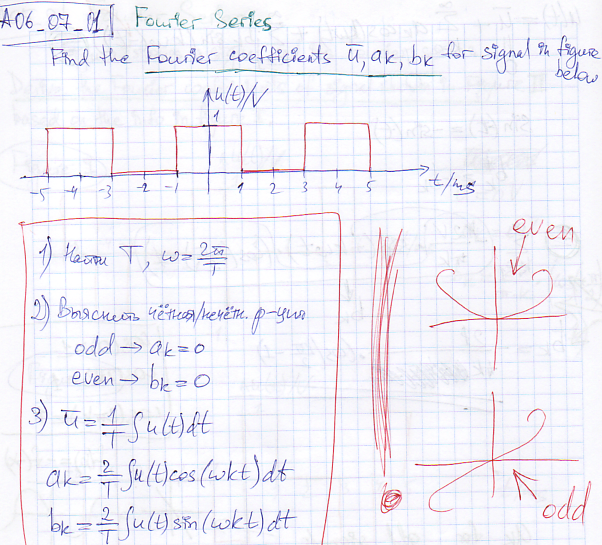 A06_07_01 Fourier Series
Find the Fourier coefficients ū, ak, bk for signal in figure
below
u(t)/V
1
-5 -4 -3 -2 -1 1 2 3 4 5 t/ms
1) Найти T, ω = 2π/T
2) Выяснить чётная/нечётн. ф-ция
odd → ak = 0
even → bk = 0
3) ū = 1/T ∫u(t)dt
ak = 2/T ∫u(t)cos(ωkt)dt
bk = 2/T ∫u(t)sin(ωkt)dt
even
odd